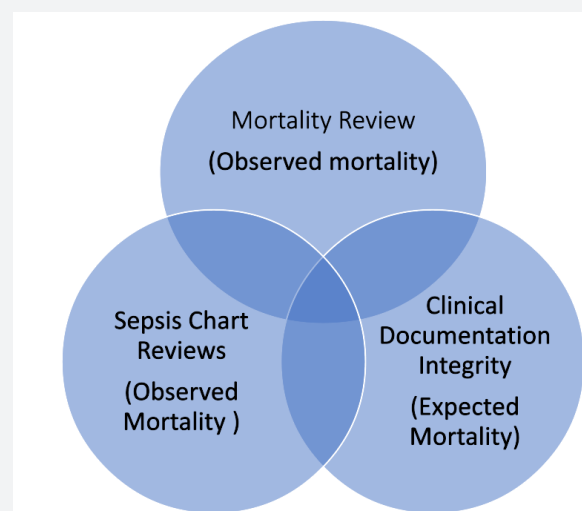 Mortality Review
(Observed mortality)
Sepsis Chart
Reviews
(Observed
Mortality )
Clinical
Documentation
Integrity
(Expected
Mortality)